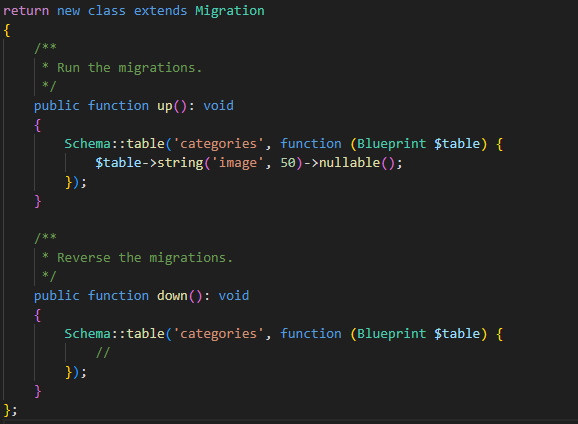 return new class extends Migration
{
    /**
     * Run the migrations.
     */
    public function up(): void
    {
        Schema::table('categories', function (Blueprint $table) {
            $table->string('image', 50)->nullable();
        });
    }

    /**
     * Reverse the migrations.
     */
    public function down(): void
    {
        Schema::table('categories', function (Blueprint $table) {
            //
        });
    }
};